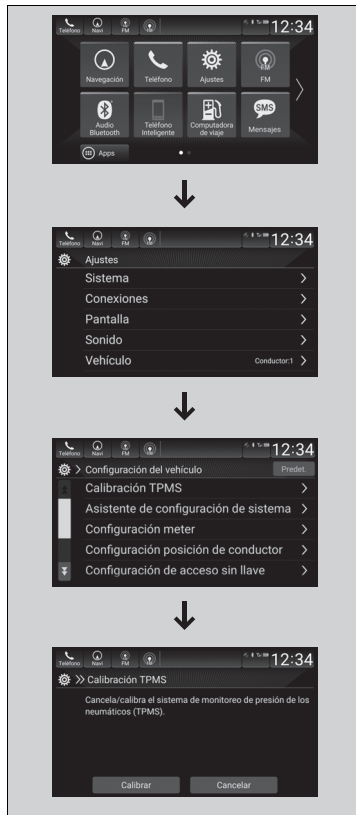 Teléfono Navi FM 12:34
Navegación Teléfono Ajustes FM
Audio Bluetooth Teléfono Inteligente Computadora de viaje SMS Mensajes
Apps
Teléfono Navi FM 12:34
Ajustes
Sistema
Conexiones
Pantalla
Sonido
Vehículo Conductor:1
Teléfono Navi FM 12:34
Configuración del vehículo Predet.
Calibración TPMS
Asistente de configuración de sistema
Configuración meter
Configuración posición de conductor
Configuración de acceso sin llave
Teléfono Navi FM 12:34
Calibración TPMS
Cancela/calibra el sistema de monitoreo de presión de los
neumáticos (TPMS).
Calibrar Cancelar